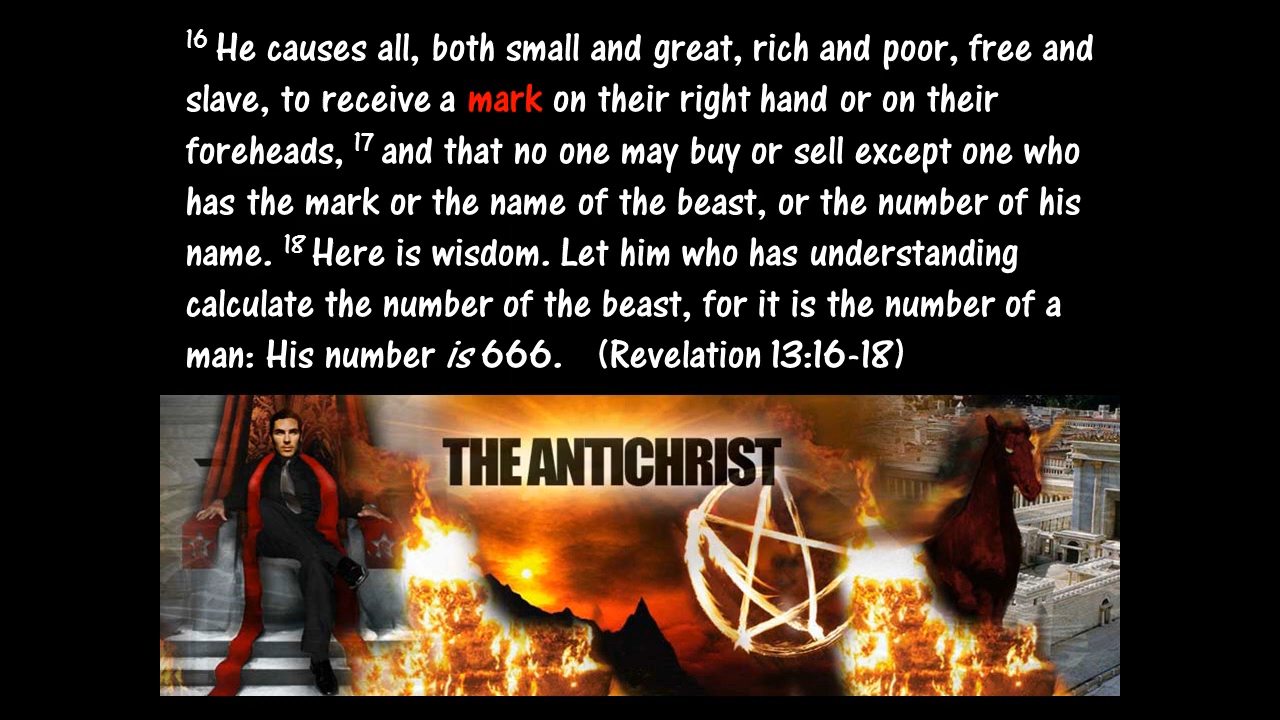 16 He causes all, both small and great, rich and poor, free and
slave, to receive a mark on their right hand or on their
foreheads, 17 and that no one may buy or sell except one who
has the mark or the name of the beast, or the number of his
name. 18 Here is wisdom. Let him who has understanding
calculate the number of the beast, for it is the number of a
man: His number is 666. (Revelation 13:16-18)
THE ANTICHRIST